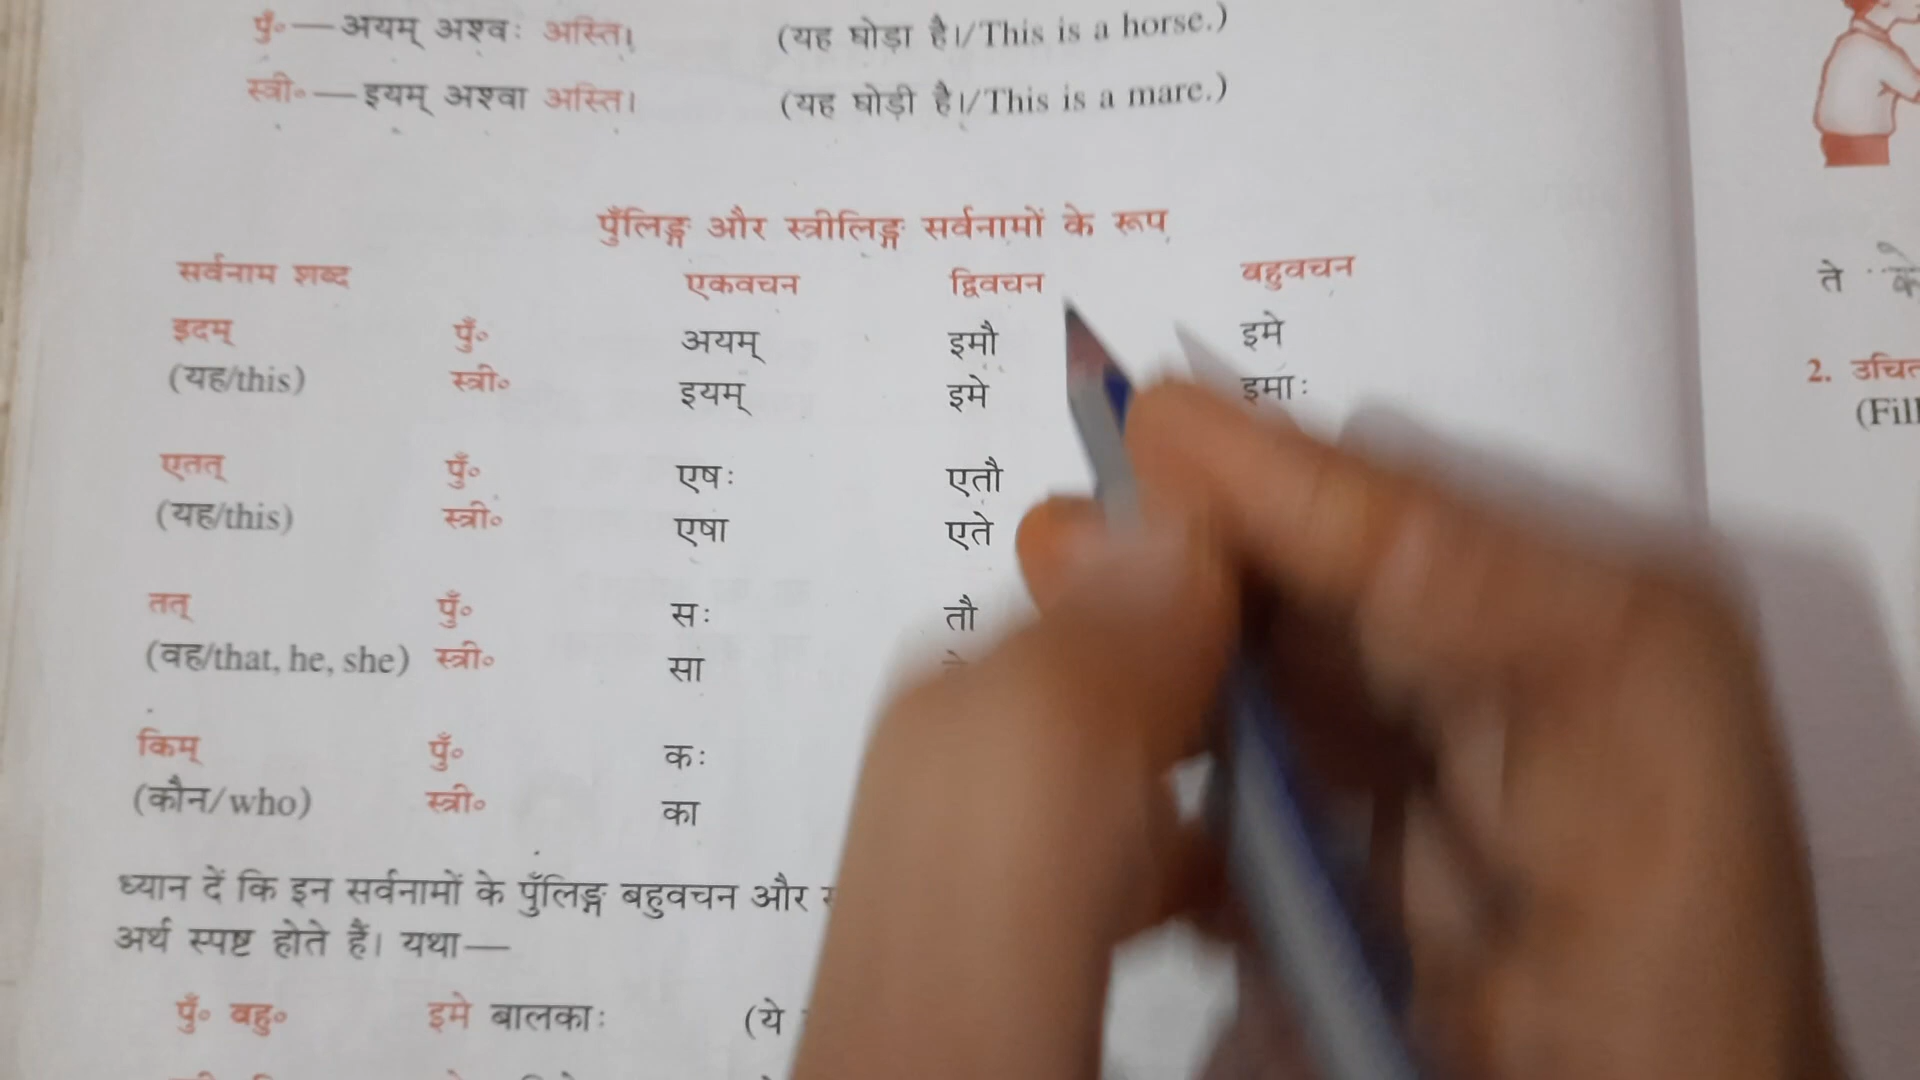 पुँ॰—अयम् अश्वः अस्ति। (यह घोड़ा है।/This is a horse.)
स्त्री॰—इयम् अश्वा अस्ति। (यह घोड़ी है।/This is a mare.)
पुँलिङ्ग और स्त्रीलिङ्ग सर्वनामों के रूप
सर्वनाम शब्द एकवचन द्विवचन बहुवचन
इदम् पुँ॰ अयम् इमौ इमे
(यह/this) स्त्री॰ इयम् इमे इमाः
एतत् पुँ॰ एषः एतौ
(यह/this) स्त्री॰ एषा एते
तत् पुँ॰ सः तौ
(वह/that, he, she) स्त्री॰ सा
किम् पुँ॰ कः
(कौन/who) स्त्री॰ का
ध्यान दें कि इन सर्वनामों के पुँलिङ्ग बहुवचन और
अर्थ स्पष्ट होते हैं। यथा—
पुँ॰ बहु॰ इमे बालकाः (ये
ते
2. उचित
(Fill